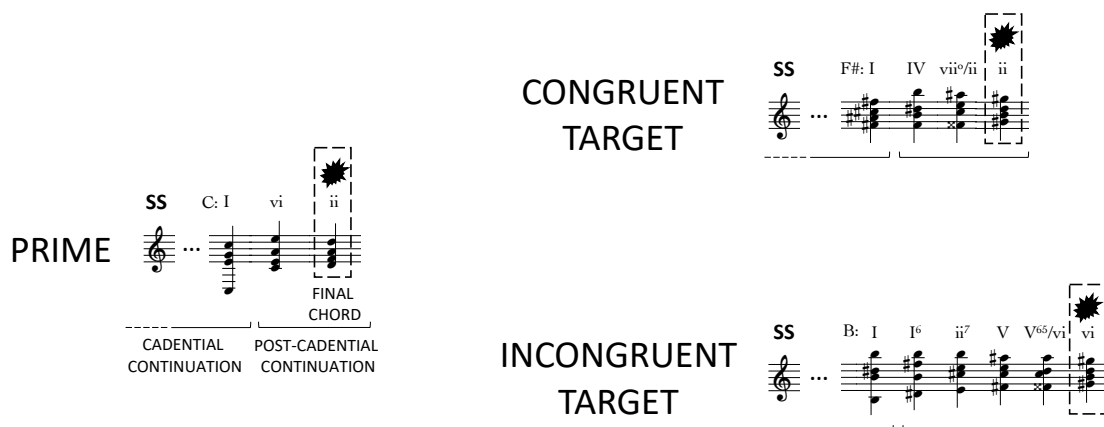 PRIME
SS ... C: I vi ii
FINAL
CHORD
CADENTIAL
CONTINUATION
POST-CADENTIAL
CONTINUATION
CONGRUENT
TARGET
SS ... F#: I IV viiº/ii ii
INCONGRUENT
TARGET
SS ... B: I I⁶ ii⁷ V V⁶⁵/vi vi